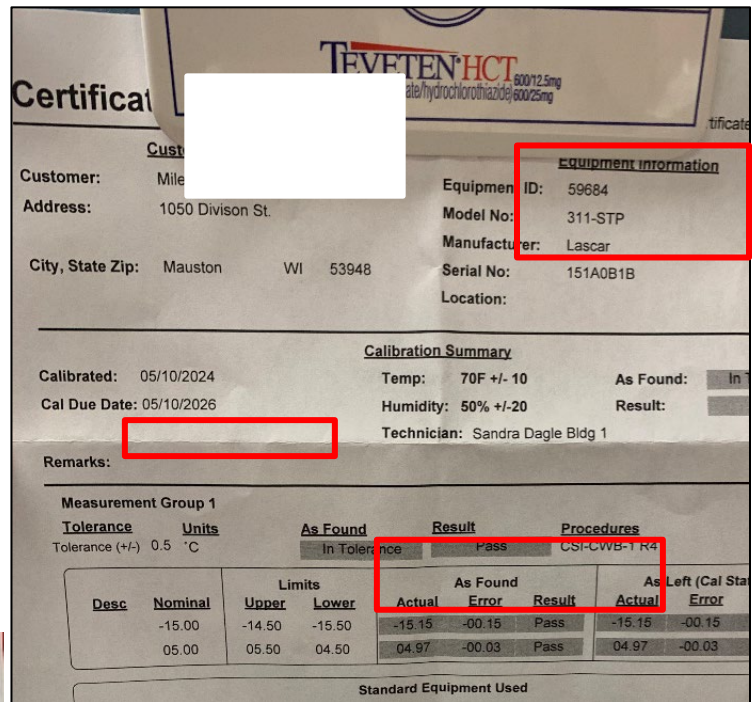 TEVETEN HCT 600/12.5mg
ate/hydrochlorothiazide) 600/25mg
Certificat
tificate
Cust
Equipment Information
Customer: Mile
Equipmen ID: 59684
Address: 1050 Divison St.
Model No: 311-STP
Manufacturer: Lascar
City, State Zip: Mauston WI 53948
Serial No: 151A0B1B
Location:
Calibration Summary
Calibrated: 05/10/2024
Temp: 70F +/- 10
As Found: In T
Cal Due Date: 05/10/2026
Humidity: 50% +/-20
Result:
Technician: Sandra Dagle Bldg 1
Remarks:
Measurement Group 1
Tolerance Units As Found Result Procedures
Tolerance (+/-) 0.5 °C In Tolerance Pass CSI-CWB-1 R4
Limits As Found As Left (Cal Sta
Desc Nominal Upper Lower Actual Error Result Actual Error
-15.00 -14.50 -15.50 -15.15 -00.15 Pass -15.15 -00.15
05.00 05.50 04.50 04.97 -00.03 Pass 04.97 -00.03
Standard Equipment Used